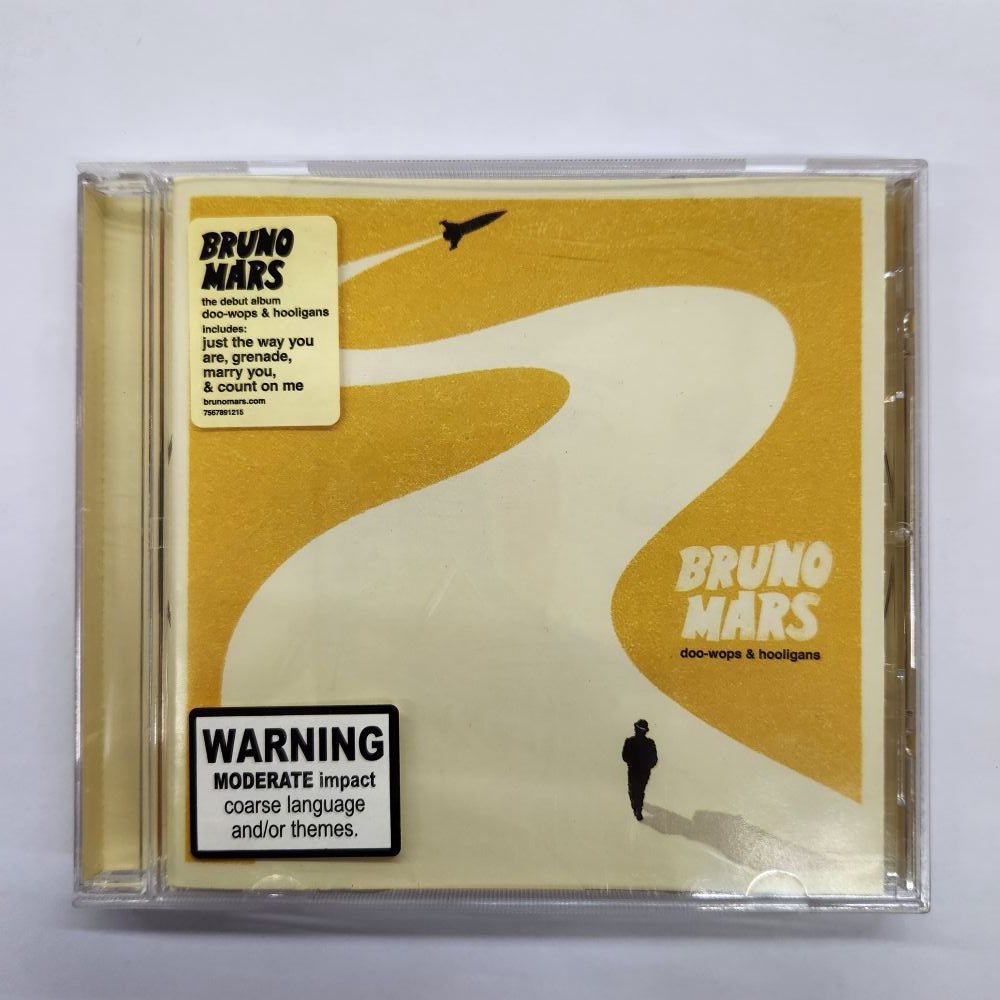 BRUNO
MARS
the debut album
doo-wops & hooligans
includes:
just the way you
are, grenade,
marry you,
& count on me
brunomars.com
7567891215
BRUNO
MARS
doo-wops & hooligans
WARNING
MODERATE impact
coarse language
and/or themes.